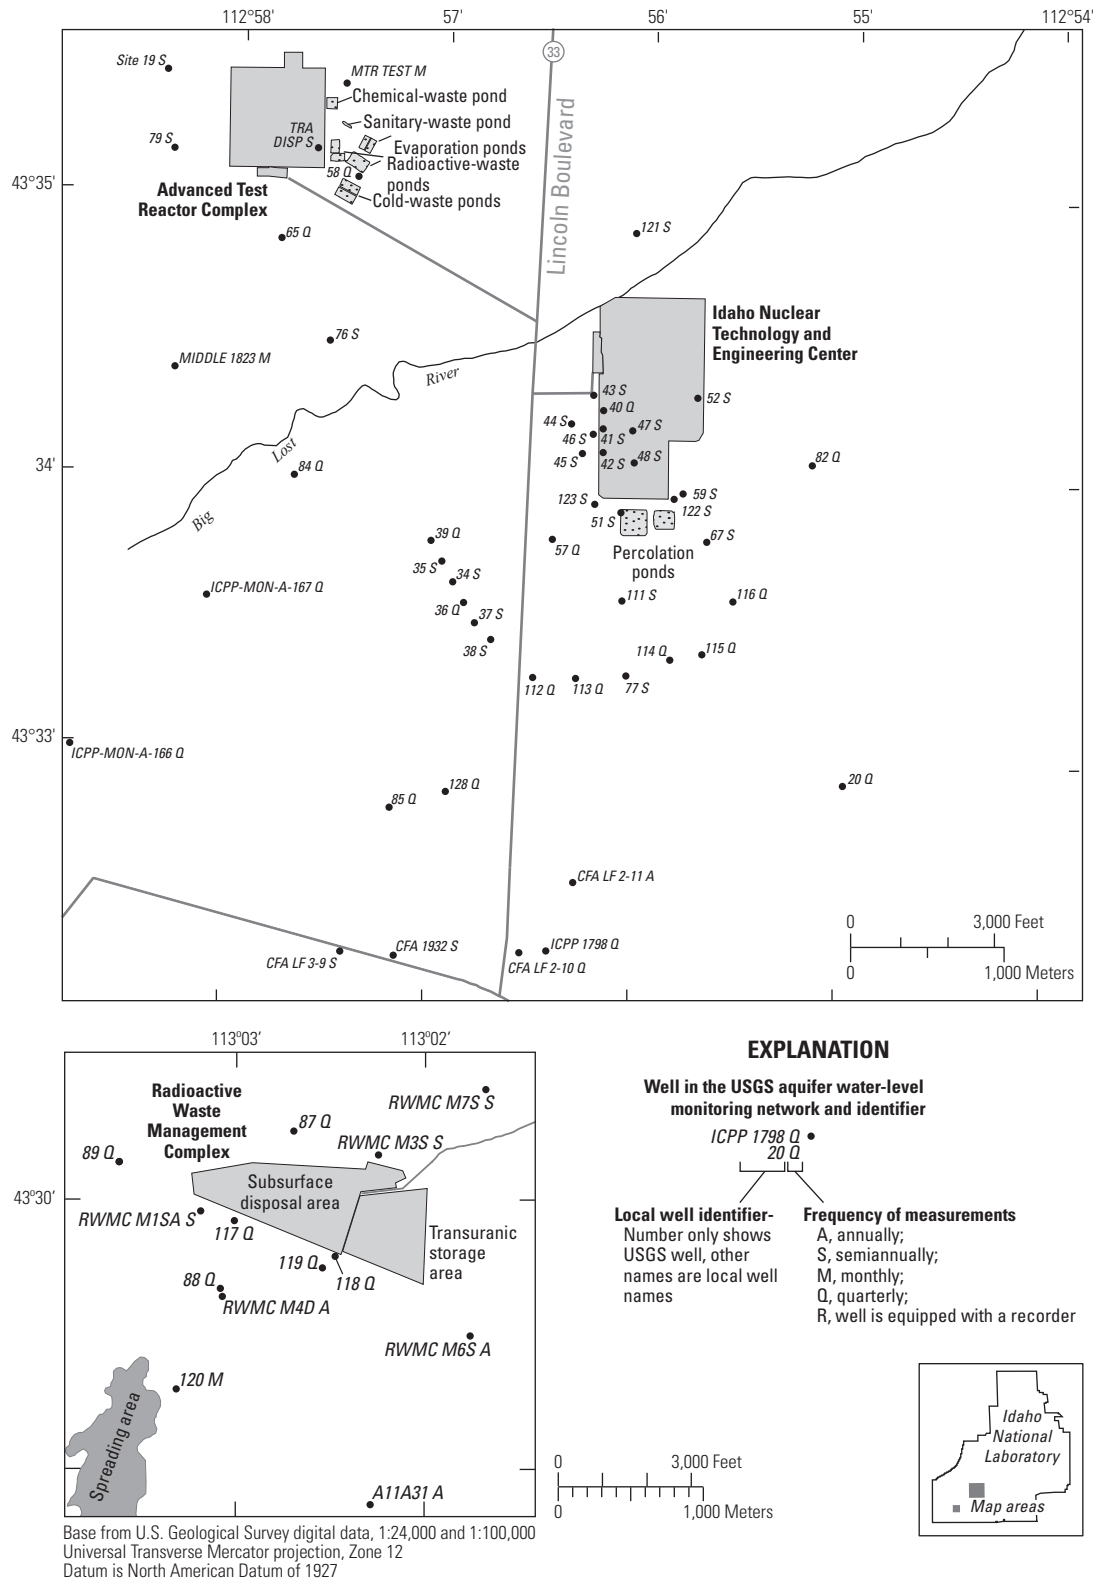 112°58'
57'
56'
55'
112°54'
Site 19 S
MTR TEST M
33
Chemical-waste pond
Sanitary-waste pond
TRA
DISP S
79 S
Evaporation ponds
Radioactive-waste
ponds
58 Q
Cold-waste ponds
43°35'
Advanced Test
Reactor Complex
Lincoln Boulevard
65 Q
121 S
Idaho Nuclear
Technology and
Engineering Center
76 S
MIDDLE 1823 M
River
43 S
52 S
40 Q
44 S
47 S
46 S
41 S
Lost
45 S
42 S
48 S
34'
84 Q
82 Q
123 S
59 S
Big
51 S
122 S
39 Q
57 Q
67 S
Percolation
ponds
35 S
34 S
ICPP-MON-A-167 Q
36 Q
37 S
111 S
116 Q
38 S
114 Q
115 Q
112 Q
113 Q
77 S
43°33'
ICPP-MON-A-166 Q
128 Q
85 Q
20 Q
CFA LF 2-11 A
0
3,000 Feet
CFA LF 3-9 S
CFA 1932 S
ICPP 1798 Q
CFA LF 2-10 Q
0
1,000 Meters
113°03'
113°02'
Radioactive
Waste
Management
Complex
RWMC M7S S
87 Q
RWMC M3S S
89 Q
Subsurface
disposal area
43°30'
RWMC M1SA S
117 Q
Transuranic
storage
area
119 Q
118 Q
88 Q
RWMC M4D A
RWMC M6S A
120 M
Spreading area
A11A31 A
EXPLANATION
Well in the USGS aquifer water-level
monitoring network and identifier
ICPP 1798 Q
20 Q
Local well identifier-
Number only shows
USGS well, other
names are local well
names
Frequency of measurements
A, annually;
S, semiannually;
M, monthly;
Q, quarterly;
R, well is equipped with a recorder
0
3,000 Feet
0
1,000 Meters
Idaho
National
Laboratory
Map areas
Base from U.S. Geological Survey digital data, 1:24,000 and 1:100,000
Universal Transverse Mercator projection, Zone 12
Datum is North American Datum of 1927